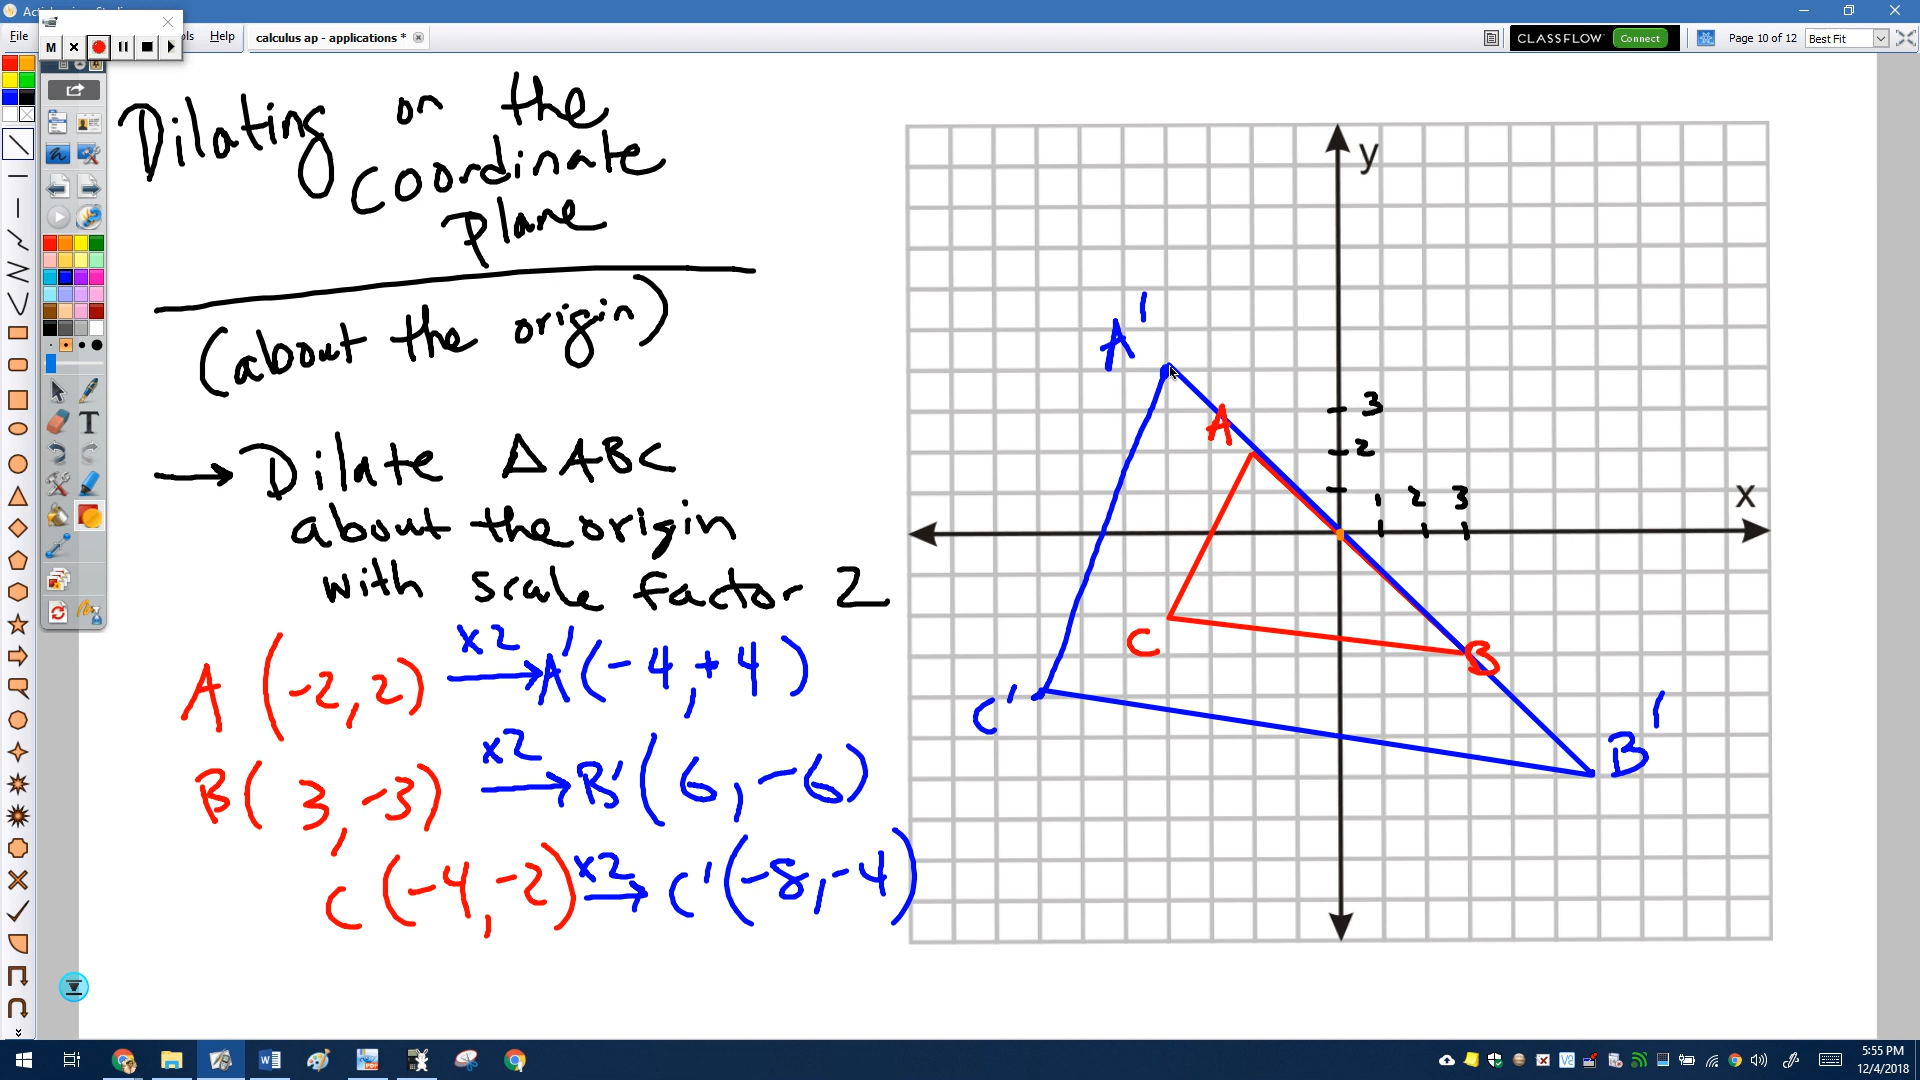 File
Help
calculus ap - applications *
CLASSFLOW
Connect
Page 10 of 12
Best Fit
M
Dilating on the
coordinate
plane
(about the origin)
→ Dilate △ABC
about the origin
with scale factor 2
A (-2, 2) x2→ A' (-4, +4)
B (3, -3) x2→ B' (6, -6)
C (-4, -2) x2→ C' (-8, -4)
y
A'
A
3
2
1 2 3
x
C
B
C'
B'
5:55 PM
12/4/2018